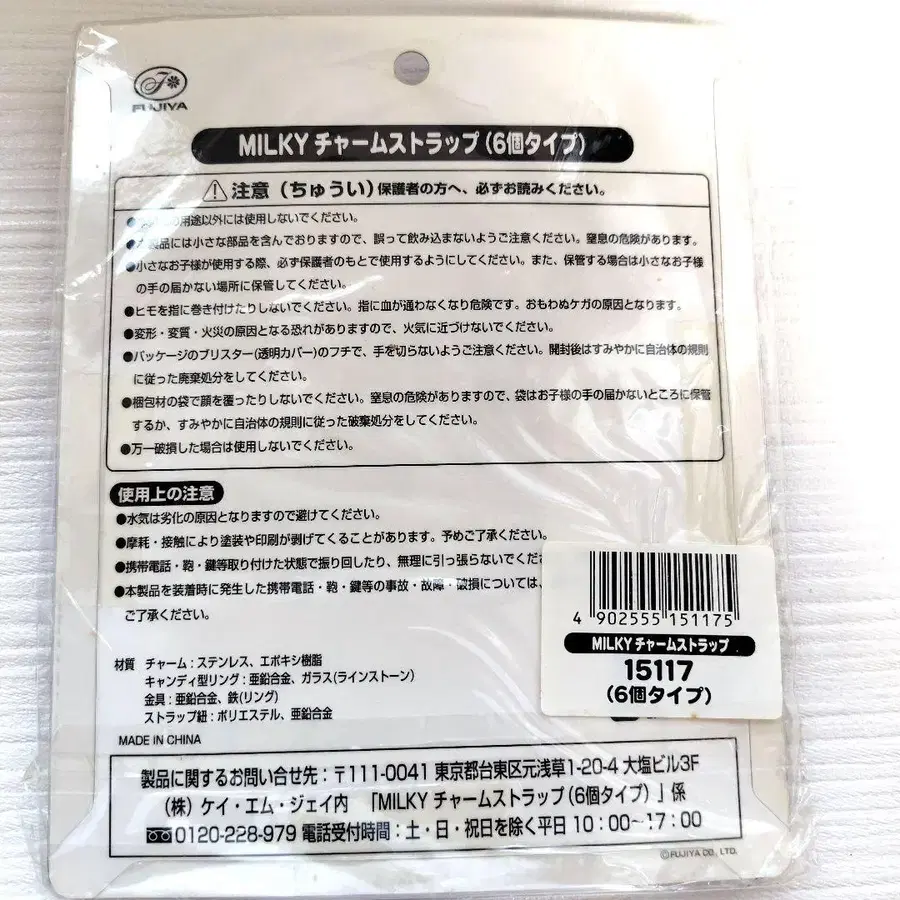 FUJIYA
MILKY チャームストラップ(6個タイプ)
注意(ちゅうい)保護者の方へ、必ずお読みください。
の用途以外には使用しないでください。
製品には小さな部品を含んでおりますので、誤って飲み込まないようご注意ください。窒息の危険があります。
●小さなお子様が使用する際、必ず保護者のもとで使用するようにしてください。また、保管する場合は小さなお子様
の手の届かない場所に保管してください。
●ヒモを指に巻き付けたりしないでください。指に血が通わなくなり危険です。おもわぬケガの原因となります。
●変形・変質・火災の原因となる恐れがありますので、火気に近づけないでください。
●パッケージのブリスター(透明カバー)のフチで、手を切らないようご注意ください。開封後はすみやかに自治体の規則
に従った廃棄処分をしてください。
●梱包材の袋で顔を覆ったりしないでください。窒息の危険がありますので、袋はお子様の手の届かないところに保管
するか、すみやかに自治体の規則に従った破棄処分をしてください。
●万一破損した場合は使用しないでください。
使用上の注意
●水気は劣化の原因となりますので避けてください。
●摩耗・接触により塗装や印刷が剥げてくることがあります。予めご了承ください。
●携帯電話・鞄・鍵等取り付けた状態で振り回したり、無理に引っ張らないでくだ
●本製品を装着時に発生した携帯電話・鞄・鍵等の事故・故障・破損については、
ご了承ください。
4 902555 151175
MILKY チャームストラップ
15117
(6個タイプ)
材質 チャーム:ステンレス、エポキシ樹脂
キャンディ型リング:亜鉛合金、ガラス(ラインストーン)
金具:亜鉛合金、鉄(リング)
ストラップ紐:ポリエステル、亜鉛合金
MADE IN CHINA
製品に関するお問い合せ先:〒111-0041 東京都台東区元浅草1-20-4 大塩ビル3F
(株)ケイ・エム・ジェイ内 「MILKY チャームストラップ(6個タイプ)」係
0120-228-979 電話受付時間:土・日・祝日を除く平日 10:00~17:00
©FUJIYA CO., LTD.